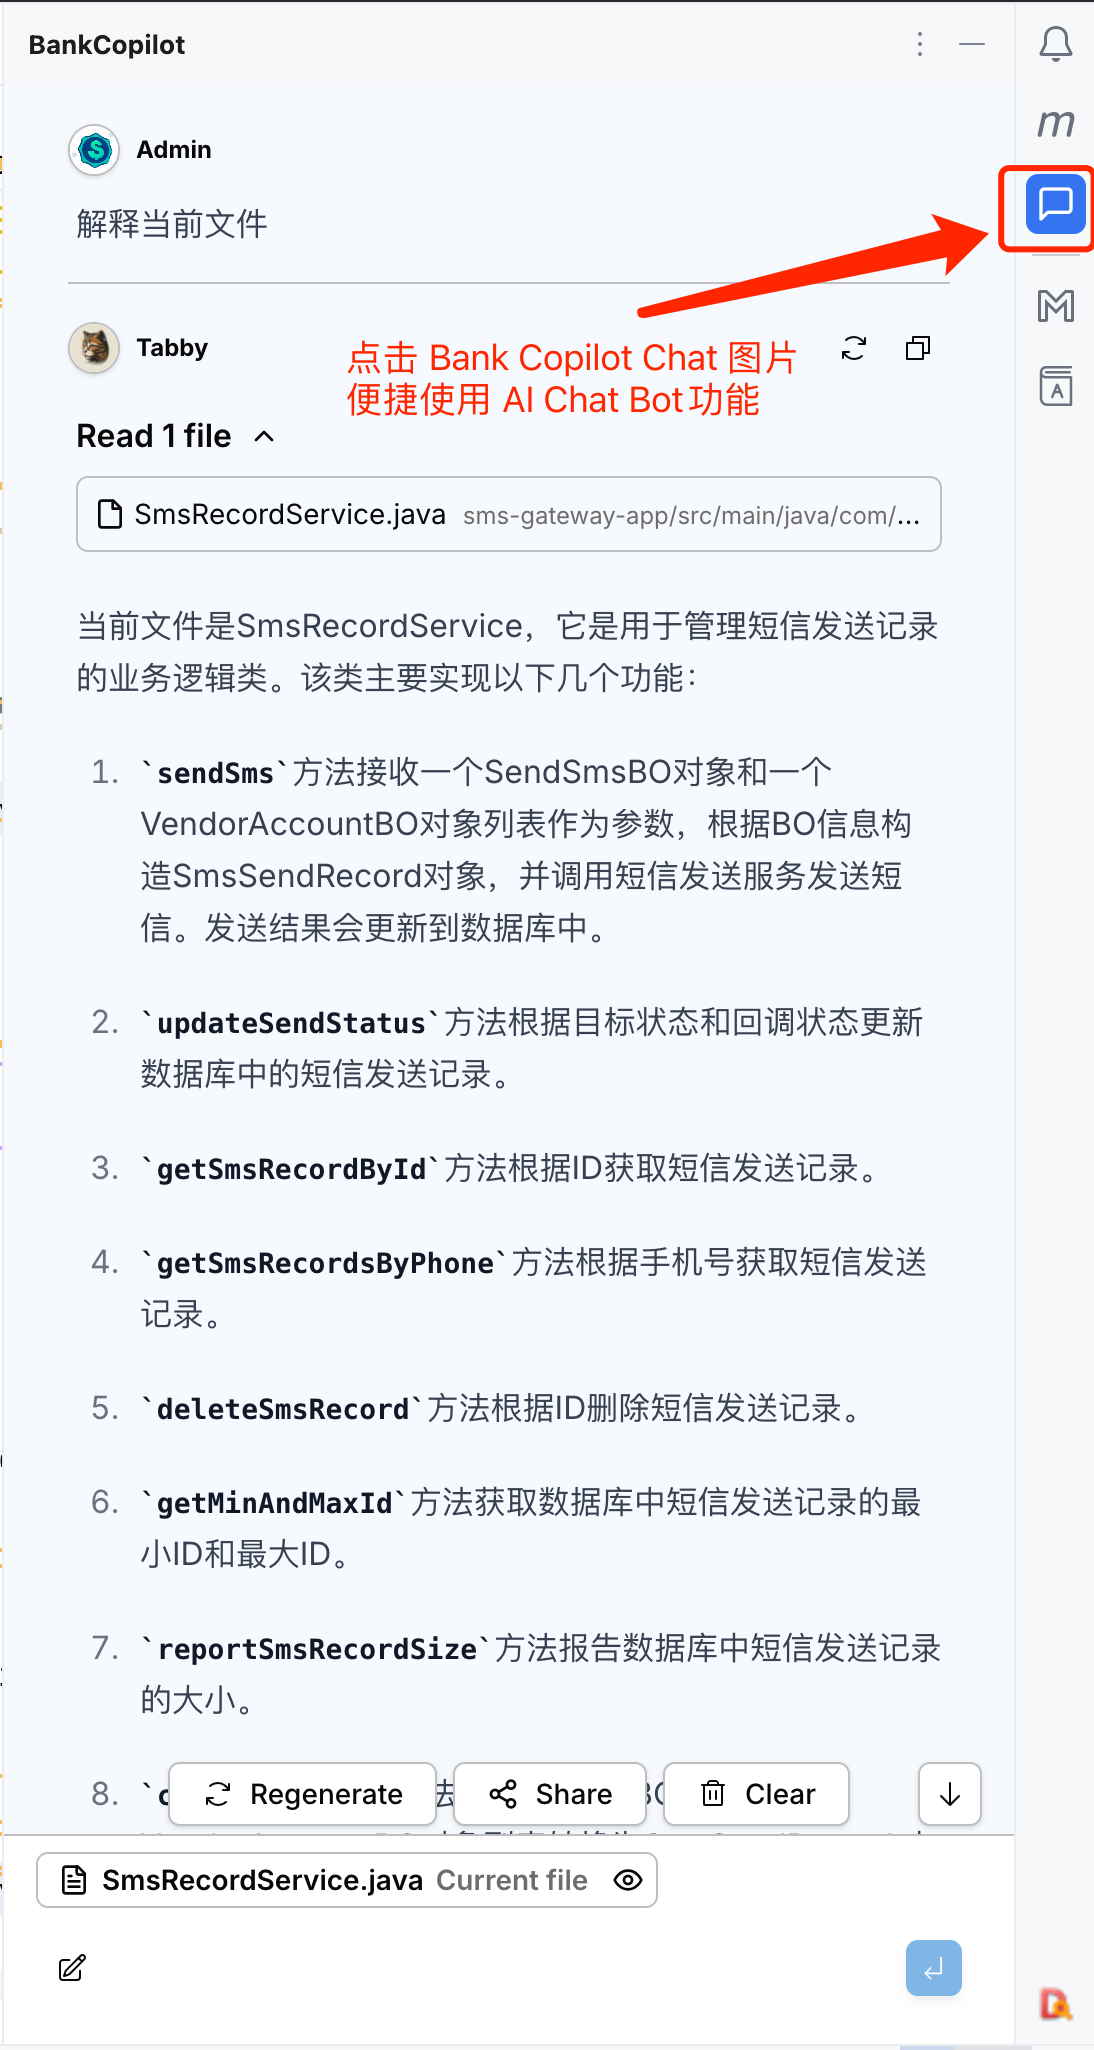 BankCopilot
Admin
解释当前文件
Tabby
点击 Bank Copilot Chat 图片
便捷使用 AI Chat Bot功能
Read 1 file
SmsRecordService.java sms-gateway-app/src/main/java/com/...
当前文件是SmsRecordService，它是用于管理短信发送记录
的业务逻辑类。该类主要实现以下几个功能：
1. `sendSms`方法接收一个SendSmsBO对象和一个
VendorAccountBO对象列表作为参数，根据BO信息构
造SmsSendRecord对象，并调用短信发送服务发送短
信。发送结果会更新到数据库中。
2. `updateSendStatus`方法根据目标状态和回调状态更新
数据库中的短信发送记录。
3. `getSmsRecordById`方法根据ID获取短信发送记录。
4. `getSmsRecordsByPhone`方法根据手机号获取短信发送
记录。
5. `deleteSmsRecord`方法根据ID删除短信发送记录。
6. `getMinAndMaxId`方法获取数据库中短信发送记录的最
小ID和最大ID。
7. `reportSmsRecordSize`方法报告数据库中短信发送记录
的大小。
8.
Regenerate Share Clear
SmsRecordService.java Current file